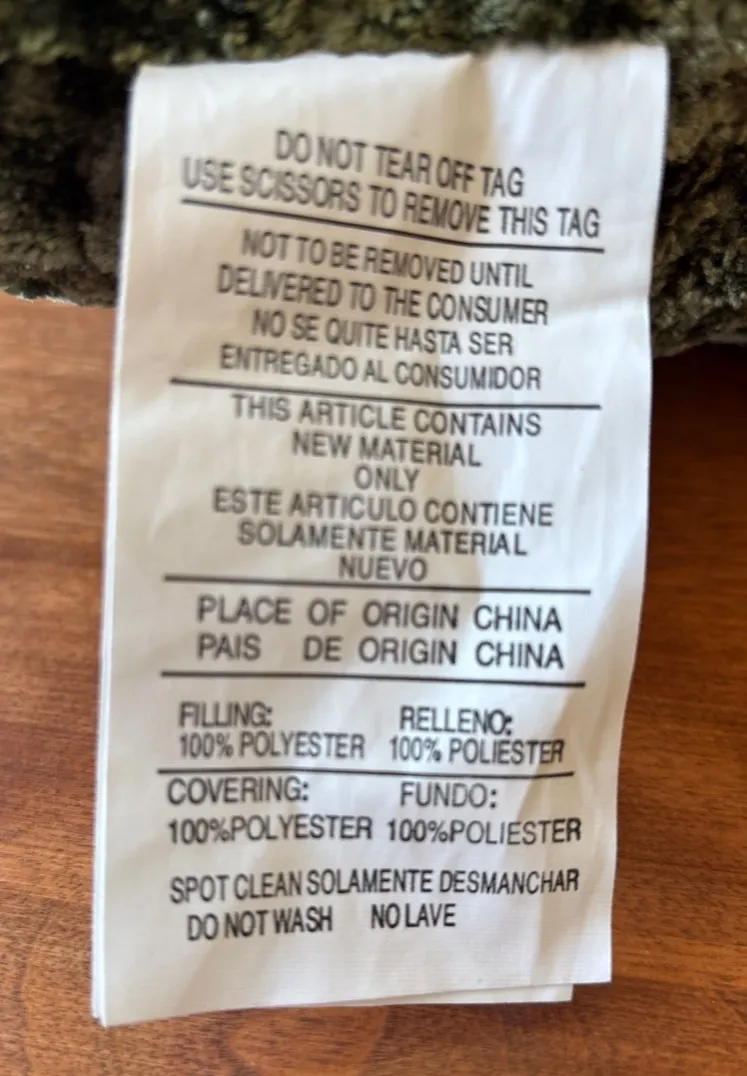 DO NOT TEAR OFF TAG
USE SCISSORS TO REMOVE THIS TAG
NOT TO BE REMOVED UNTIL
DELIVERED TO THE CONSUMER
NO SE QUITE HASTA SER
ENTREGADO AL CONSUMIDOR
THIS ARTICLE CONTAINS
NEW MATERIAL
ONLY
ESTE ARTICULO CONTIENE
SOLAMENTE MATERIAL
NUEVO
PLACE OF ORIGIN CHINA
PAIS DE ORIGIN CHINA
FILLING: RELLENO:
100% POLYESTER 100% POLIESTER
COVERING: FUNDO:
100%POLYESTER 100%POLIESTER
SPOT CLEAN SOLAMENTE DESMANCHAR
DO NOT WASH NO LAVE